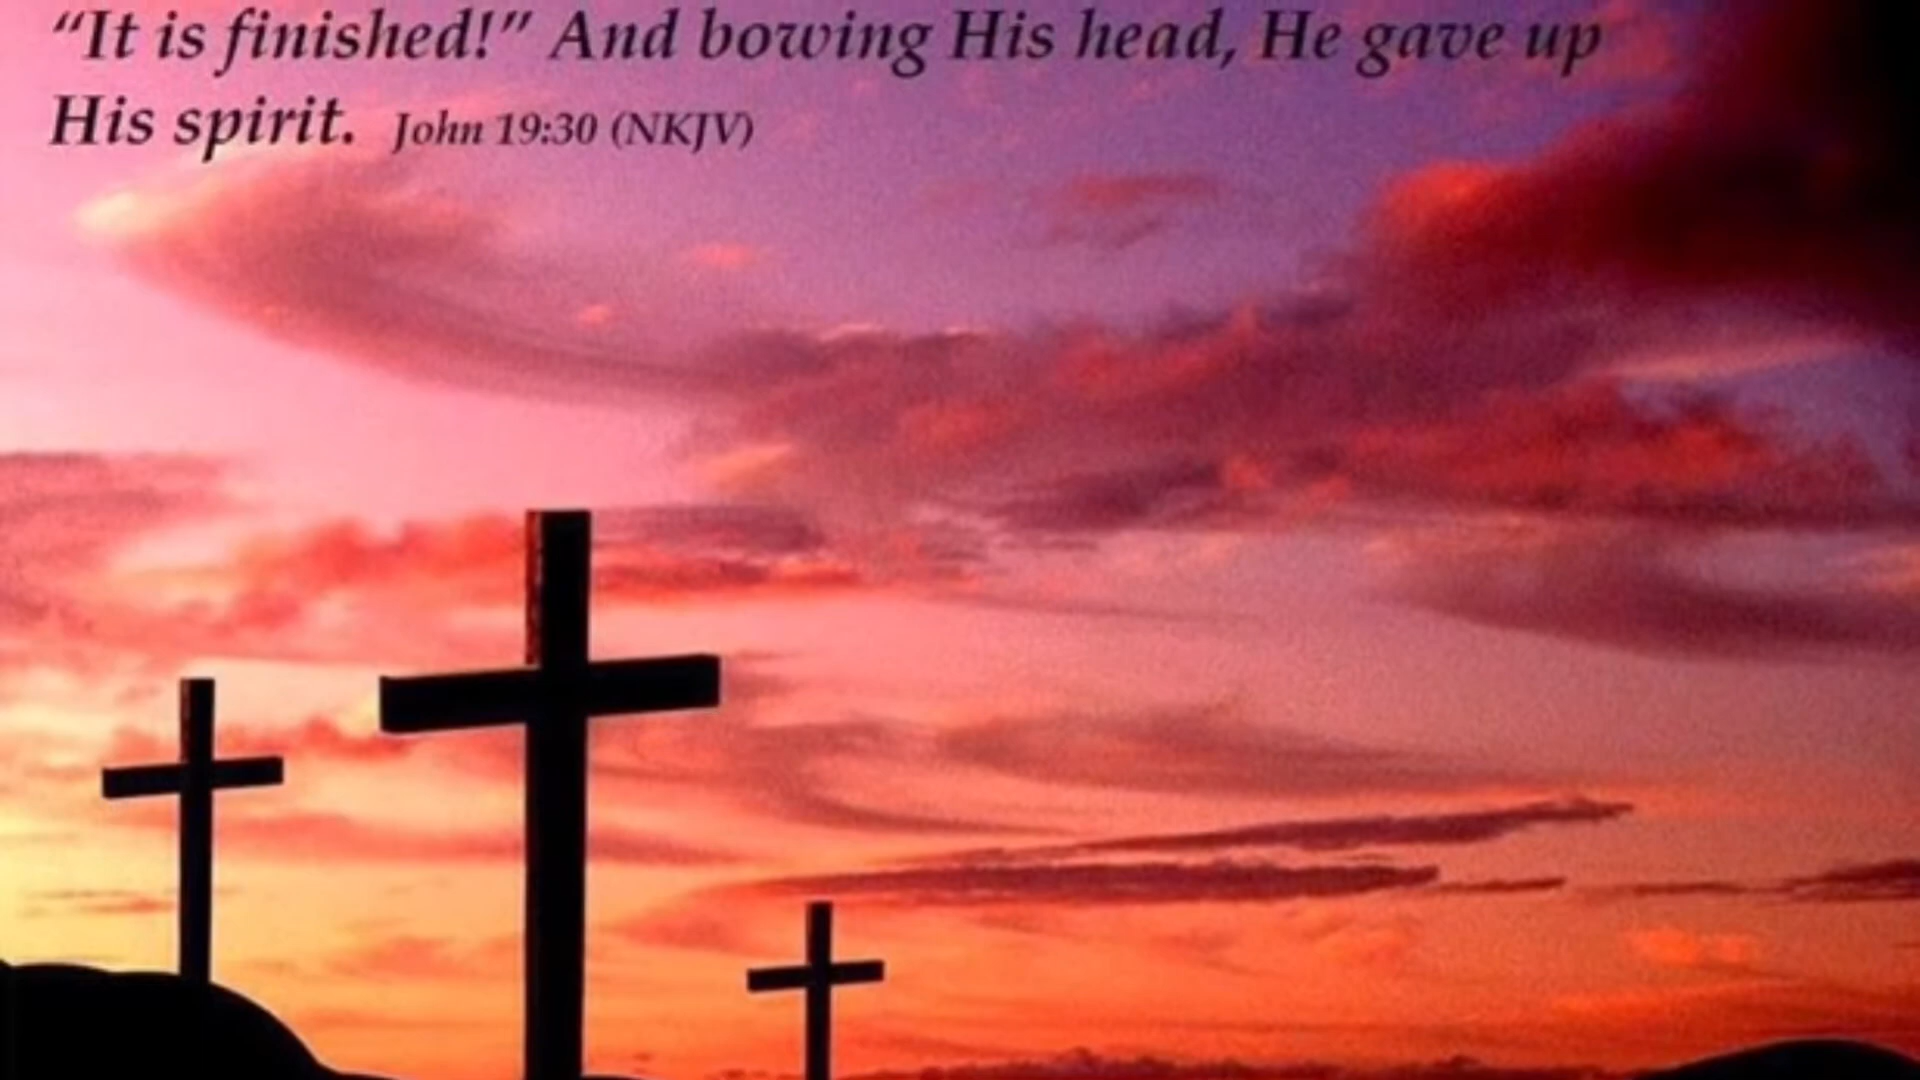 “It is finished!” And bowing His head, He gave up
His spirit. John 19:30 (NKJV)